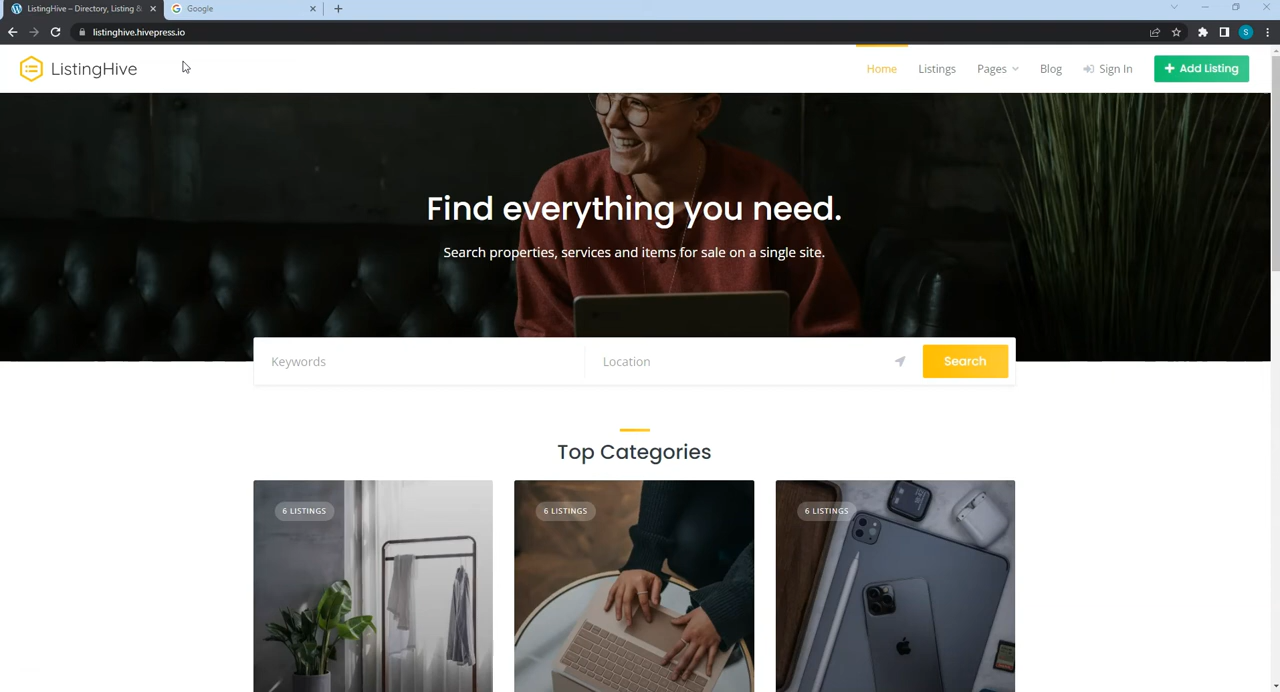 ListingHive – Directory, Listing &
Google
listinghive.hivepress.io
S
ListingHive
Home
Listings
Pages
Blog
Sign In
+ Add Listing
Find everything you need.
Search properties, services and items for sale on a single site.
Keywords
Location
Search
Top Categories
6 LISTINGS
6 LISTINGS
6 LISTINGS